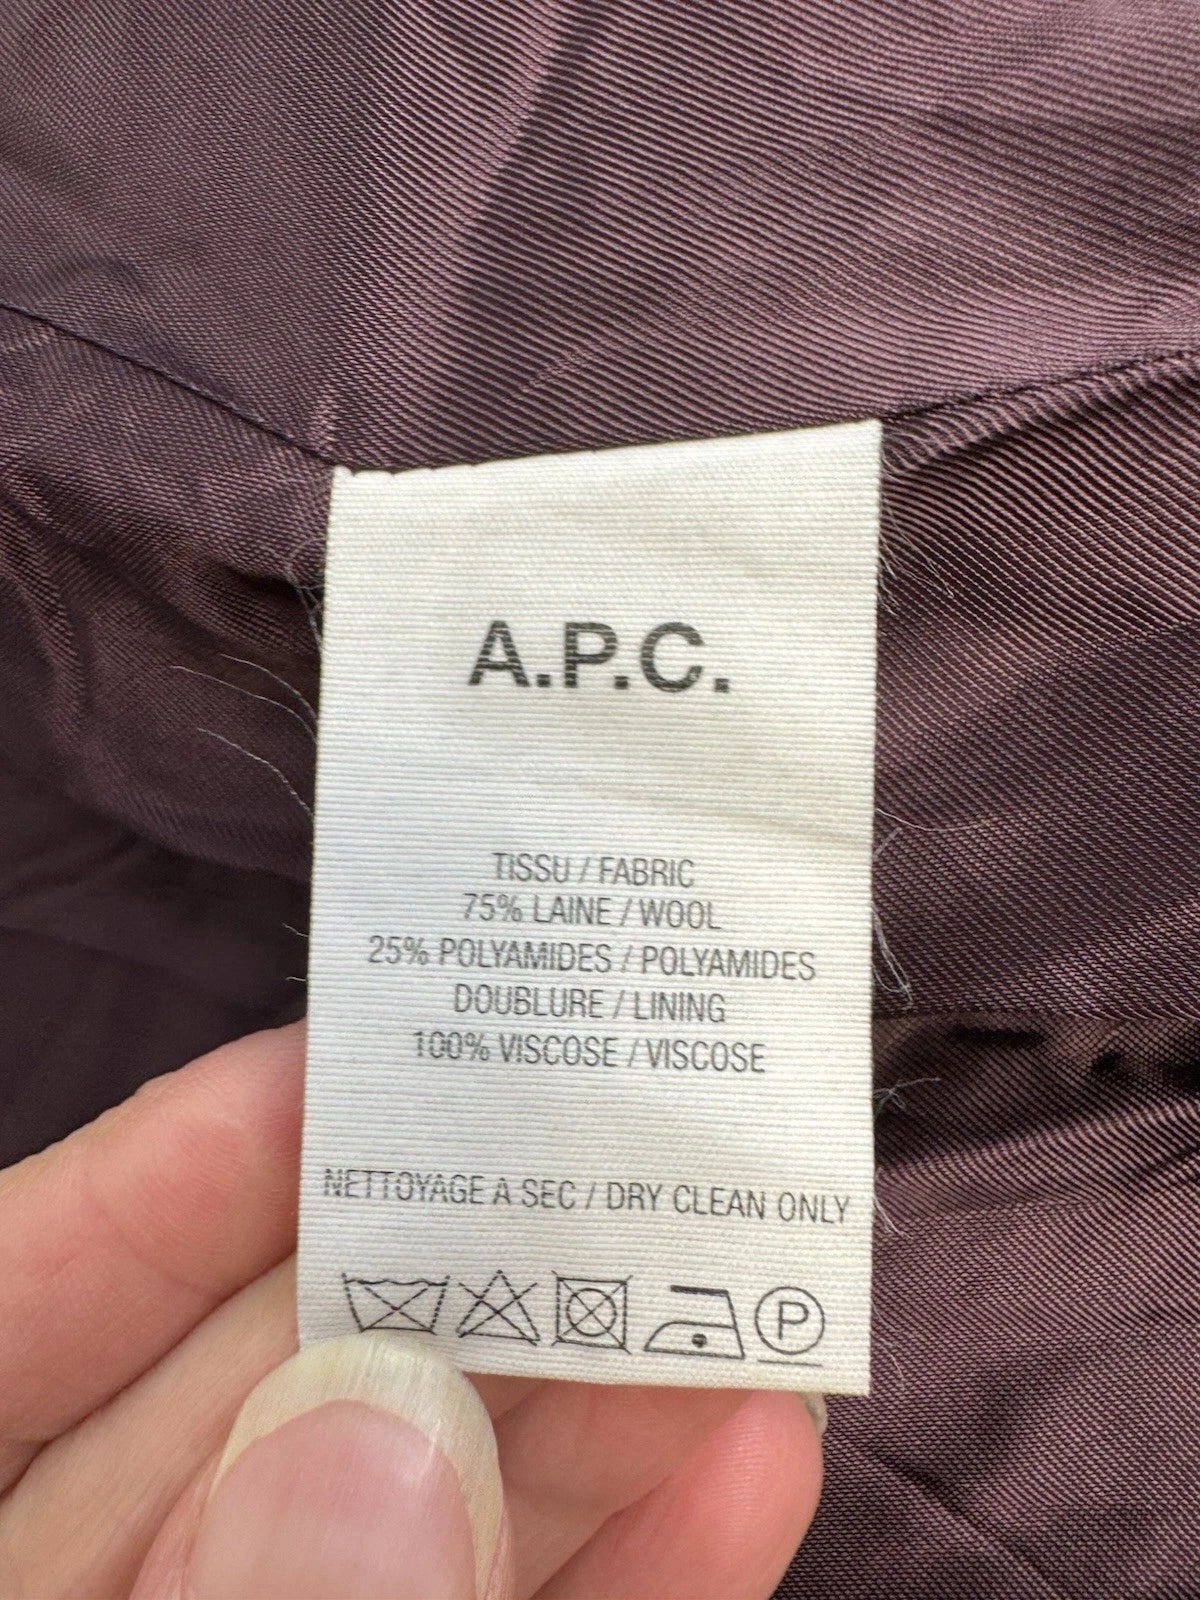 A.P.C.
TISSU / FABRIC
75% LAINE / WOOL
25% POLYAMIDES / POLYAMIDES
DOUBLURE / LINING
100% VISCOSE / VISCOSE
NETTOYAGE A SEC / DRY CLEAN ONLY
P